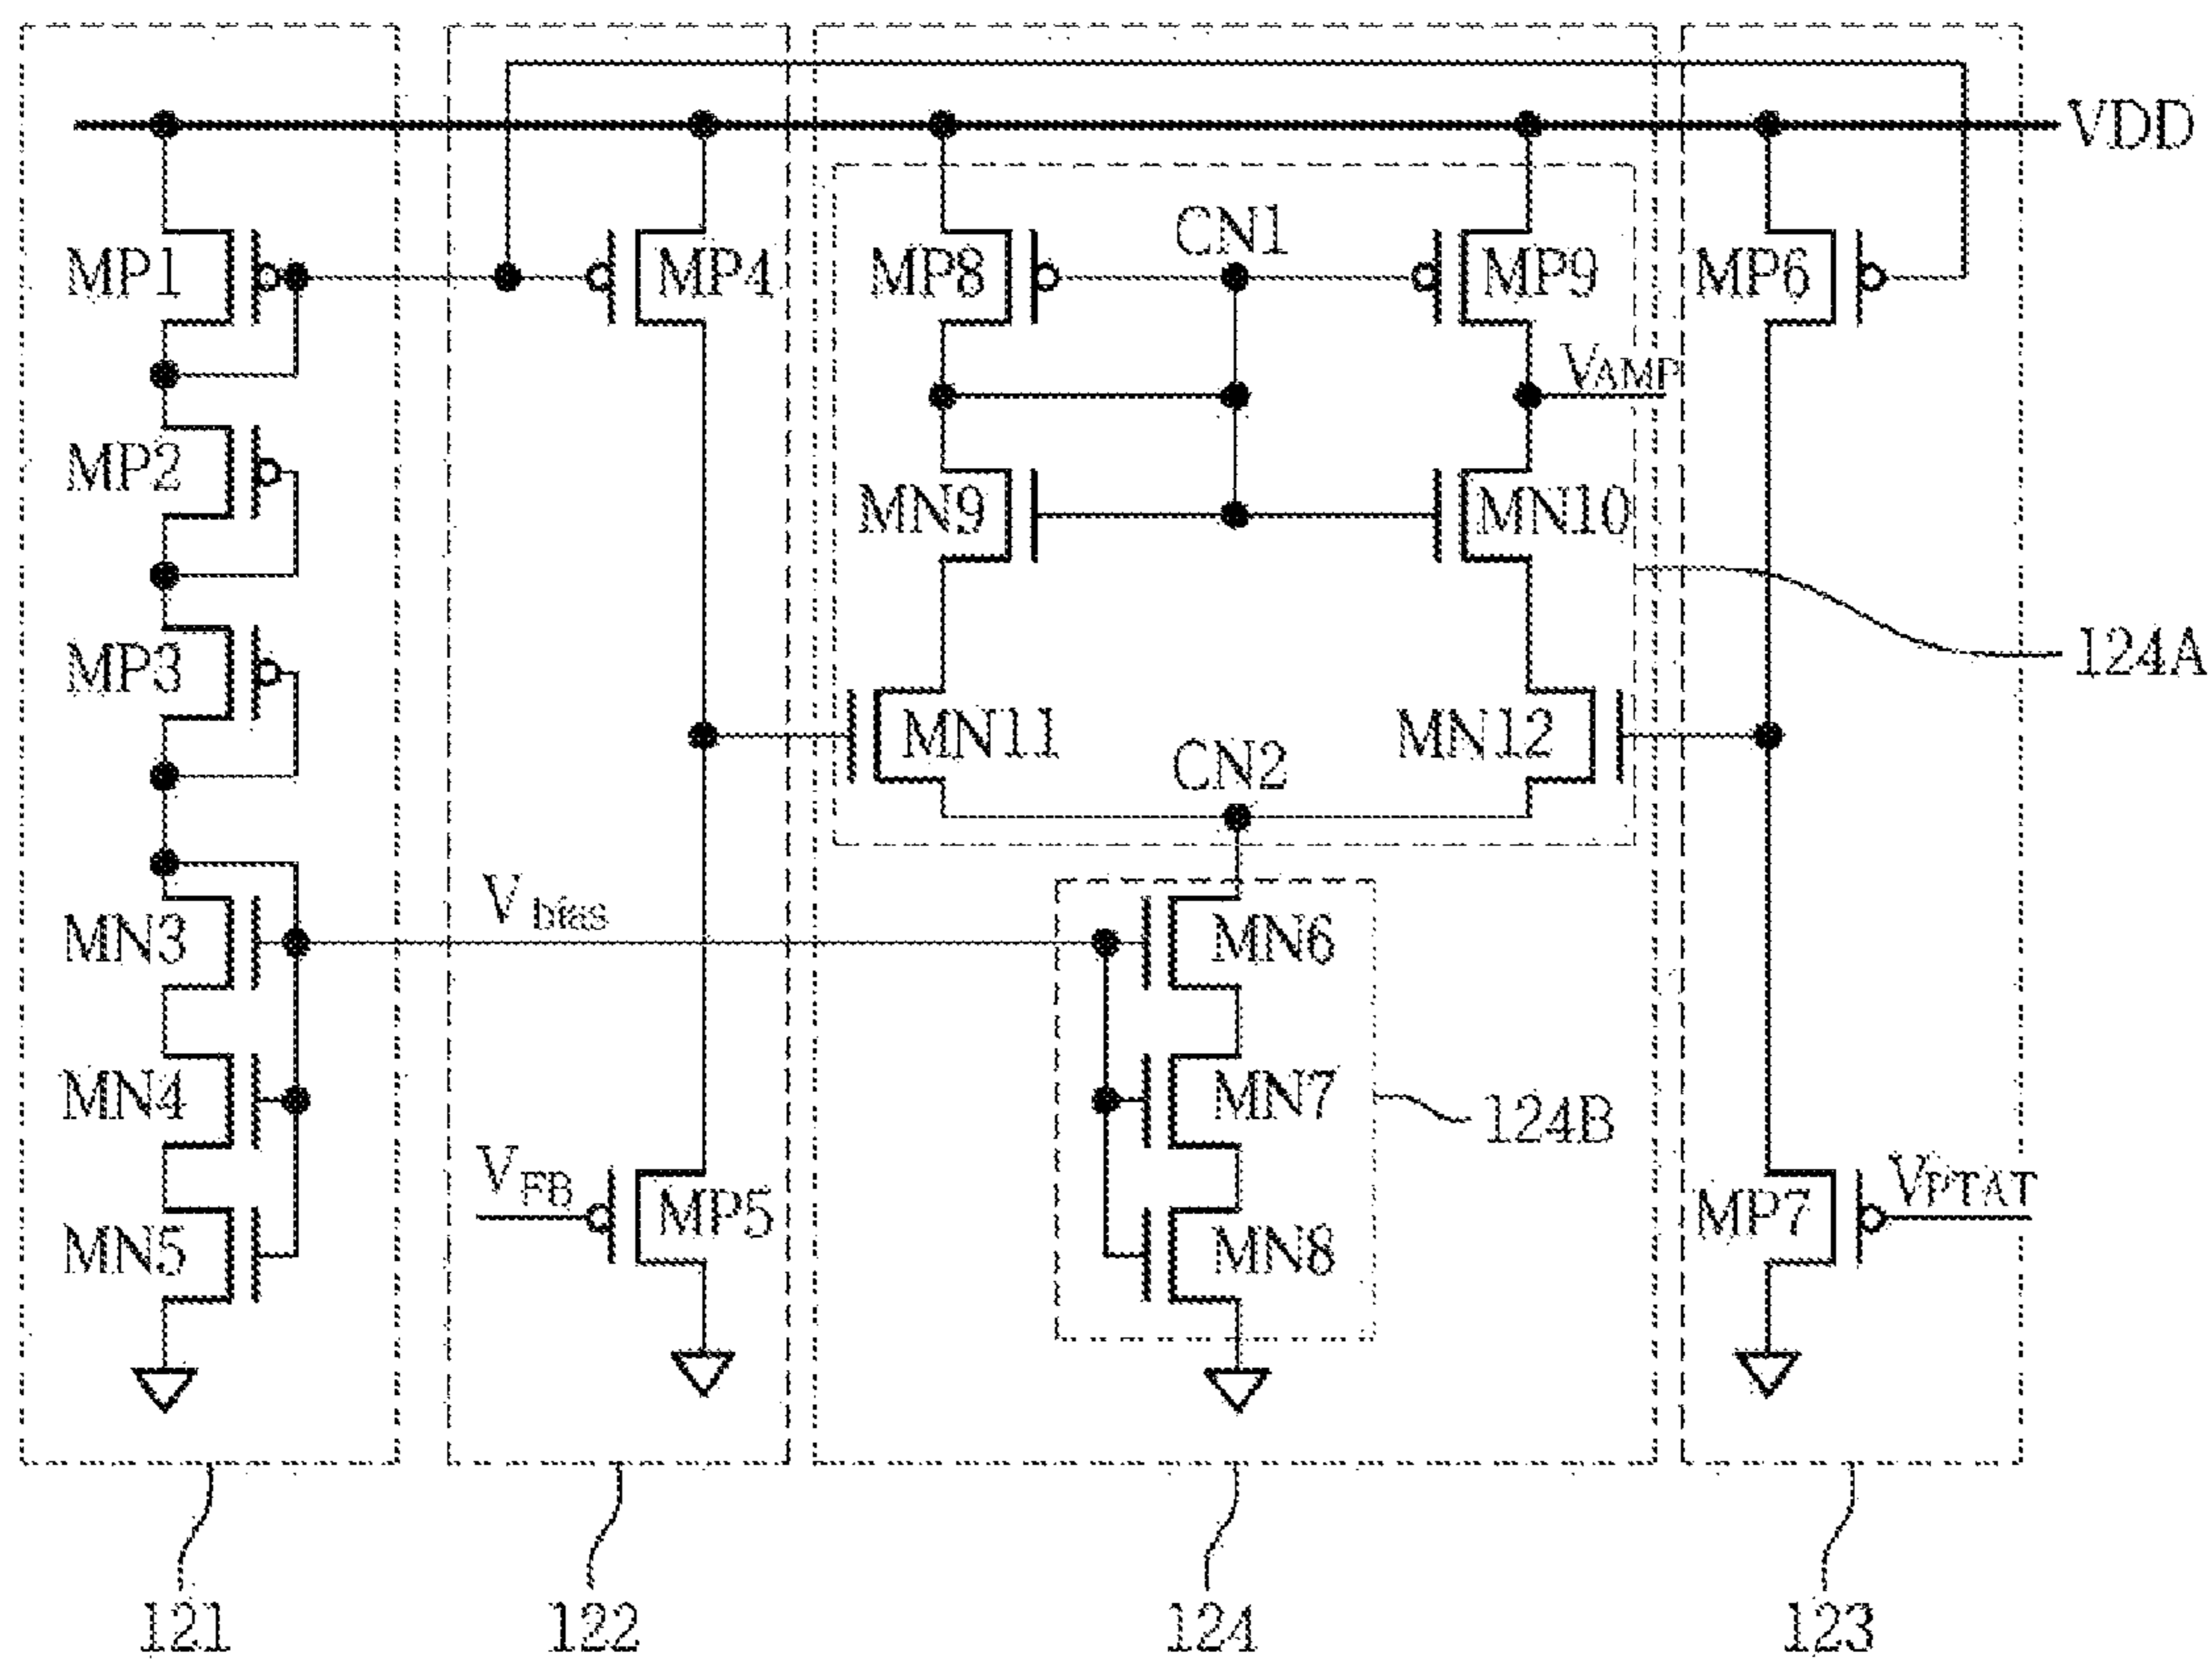 VDD
MP1
MP4
MP8
CN1
MP9
MP6
VAMP
MP2
MN9
MN10
MP3
124A
MN11
MN12
CN2
Vbias
MN3
MN6
MN4
MN7
124B
VFB
MP5
MP7
VPTAT
MN5
MN8
121
122
124
123